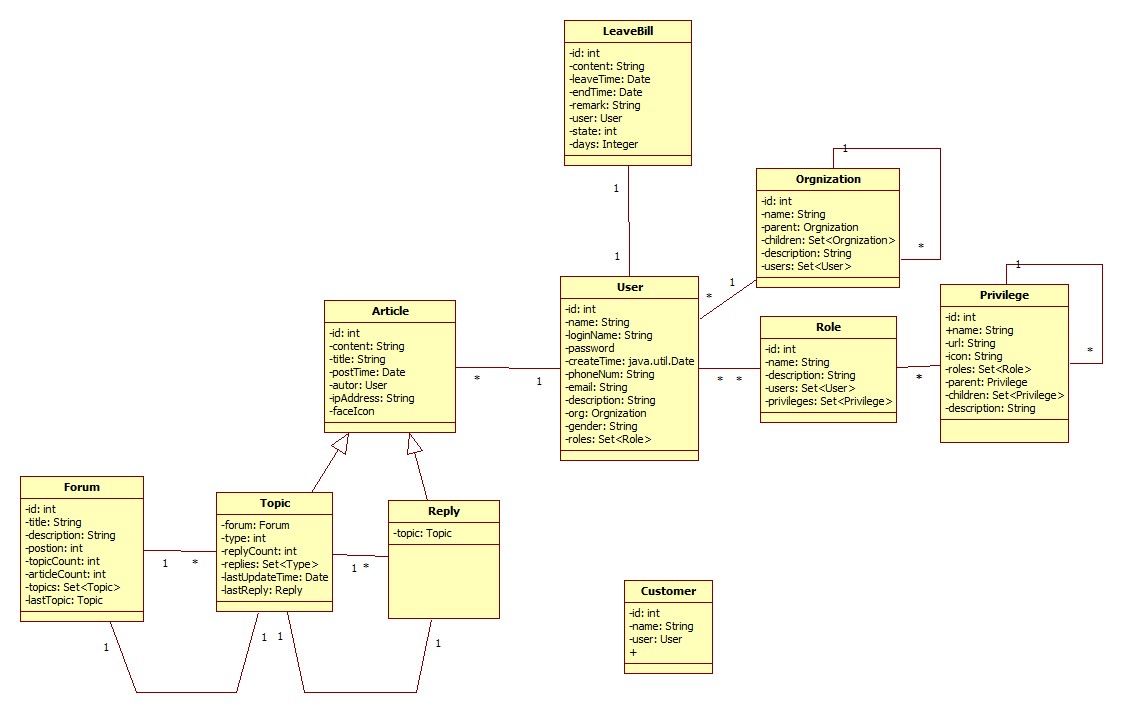 LeaveBill
-id: int
-content: String
-leaveTime: Date
-endTime: Date
-remark: String
-user: User
-state: int
-days: Integer
1
1
Orgnization
-id: int
-name: String
-parent: Orgnization
-children: Set<Orgnization>
-description: String
-users: Set<User>
1
*
1
*
User
-id: int
-name: String
-loginName: String
-password
-createTime: java.util.Date
-phoneNum: String
-email: String
-description: String
-org: Orgnization
-gender: String
-roles: Set<Role>
* *
Role
-id: int
-name: String
-description: String
-users: Set<User>
-privileges: Set<Privilege>
*
Privilege
-id: int
+name: String
-url: String
-icon: String
-roles: Set<Role>
-parent: Privilege
-children: Set<Privilege>
-description: String
1
*
Article
-id: int
-content: String
-title: String
-postTime: Date
-autor: User
-ipAddress: String
-faceIcon
* 1
Forum
-id: int
-title: String
-description: String
-postion: int
-topicCount: int
-articleCount: int
-topics: Set<Topic>
-lastTopic: Topic
1 *
Topic
-forum: Forum
-type: int
-replyCount: int
-replies: Set<Type>
-lastUpdateTime: Date
-lastReply: Reply
1 *
Reply
-topic: Topic
1 1 1 1
Customer
-id: int
-name: String
-user: User
+